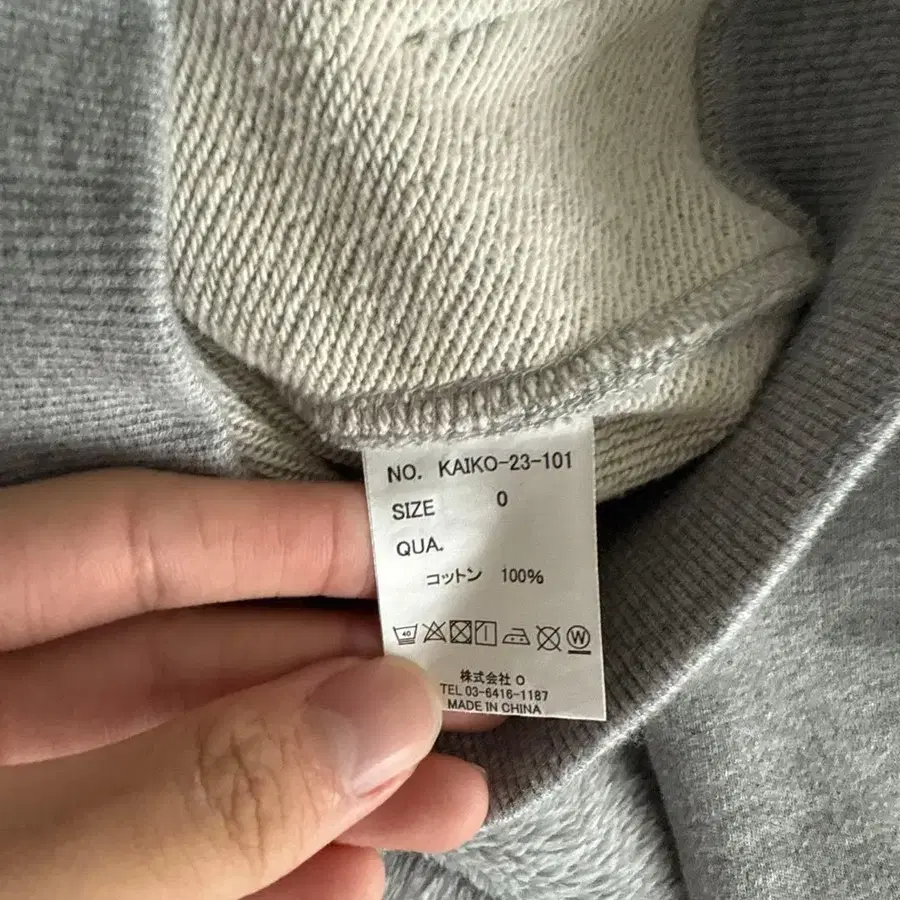 NO. KAIKO-23-101
SIZE 0
QUA.
コットン 100%
40 W
株式会社 O
TEL 03-6416-1187
MADE IN CHINA